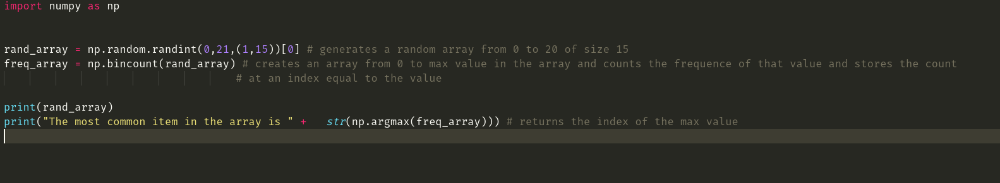 import numpy as np
rand_array = np.random.randint(0,21,(1,15))[0] # generates a random array from 0 to 20 of size 15
freq_array = np.bincount(rand_array) # creates an array from 0 to max value in the array and counts the frequence of that value and stores the count
# at an index equal to the value
print(rand_array)
print("The most common item in the array is " +   str(np.argmax(freq_array))) # returns the index of the max value